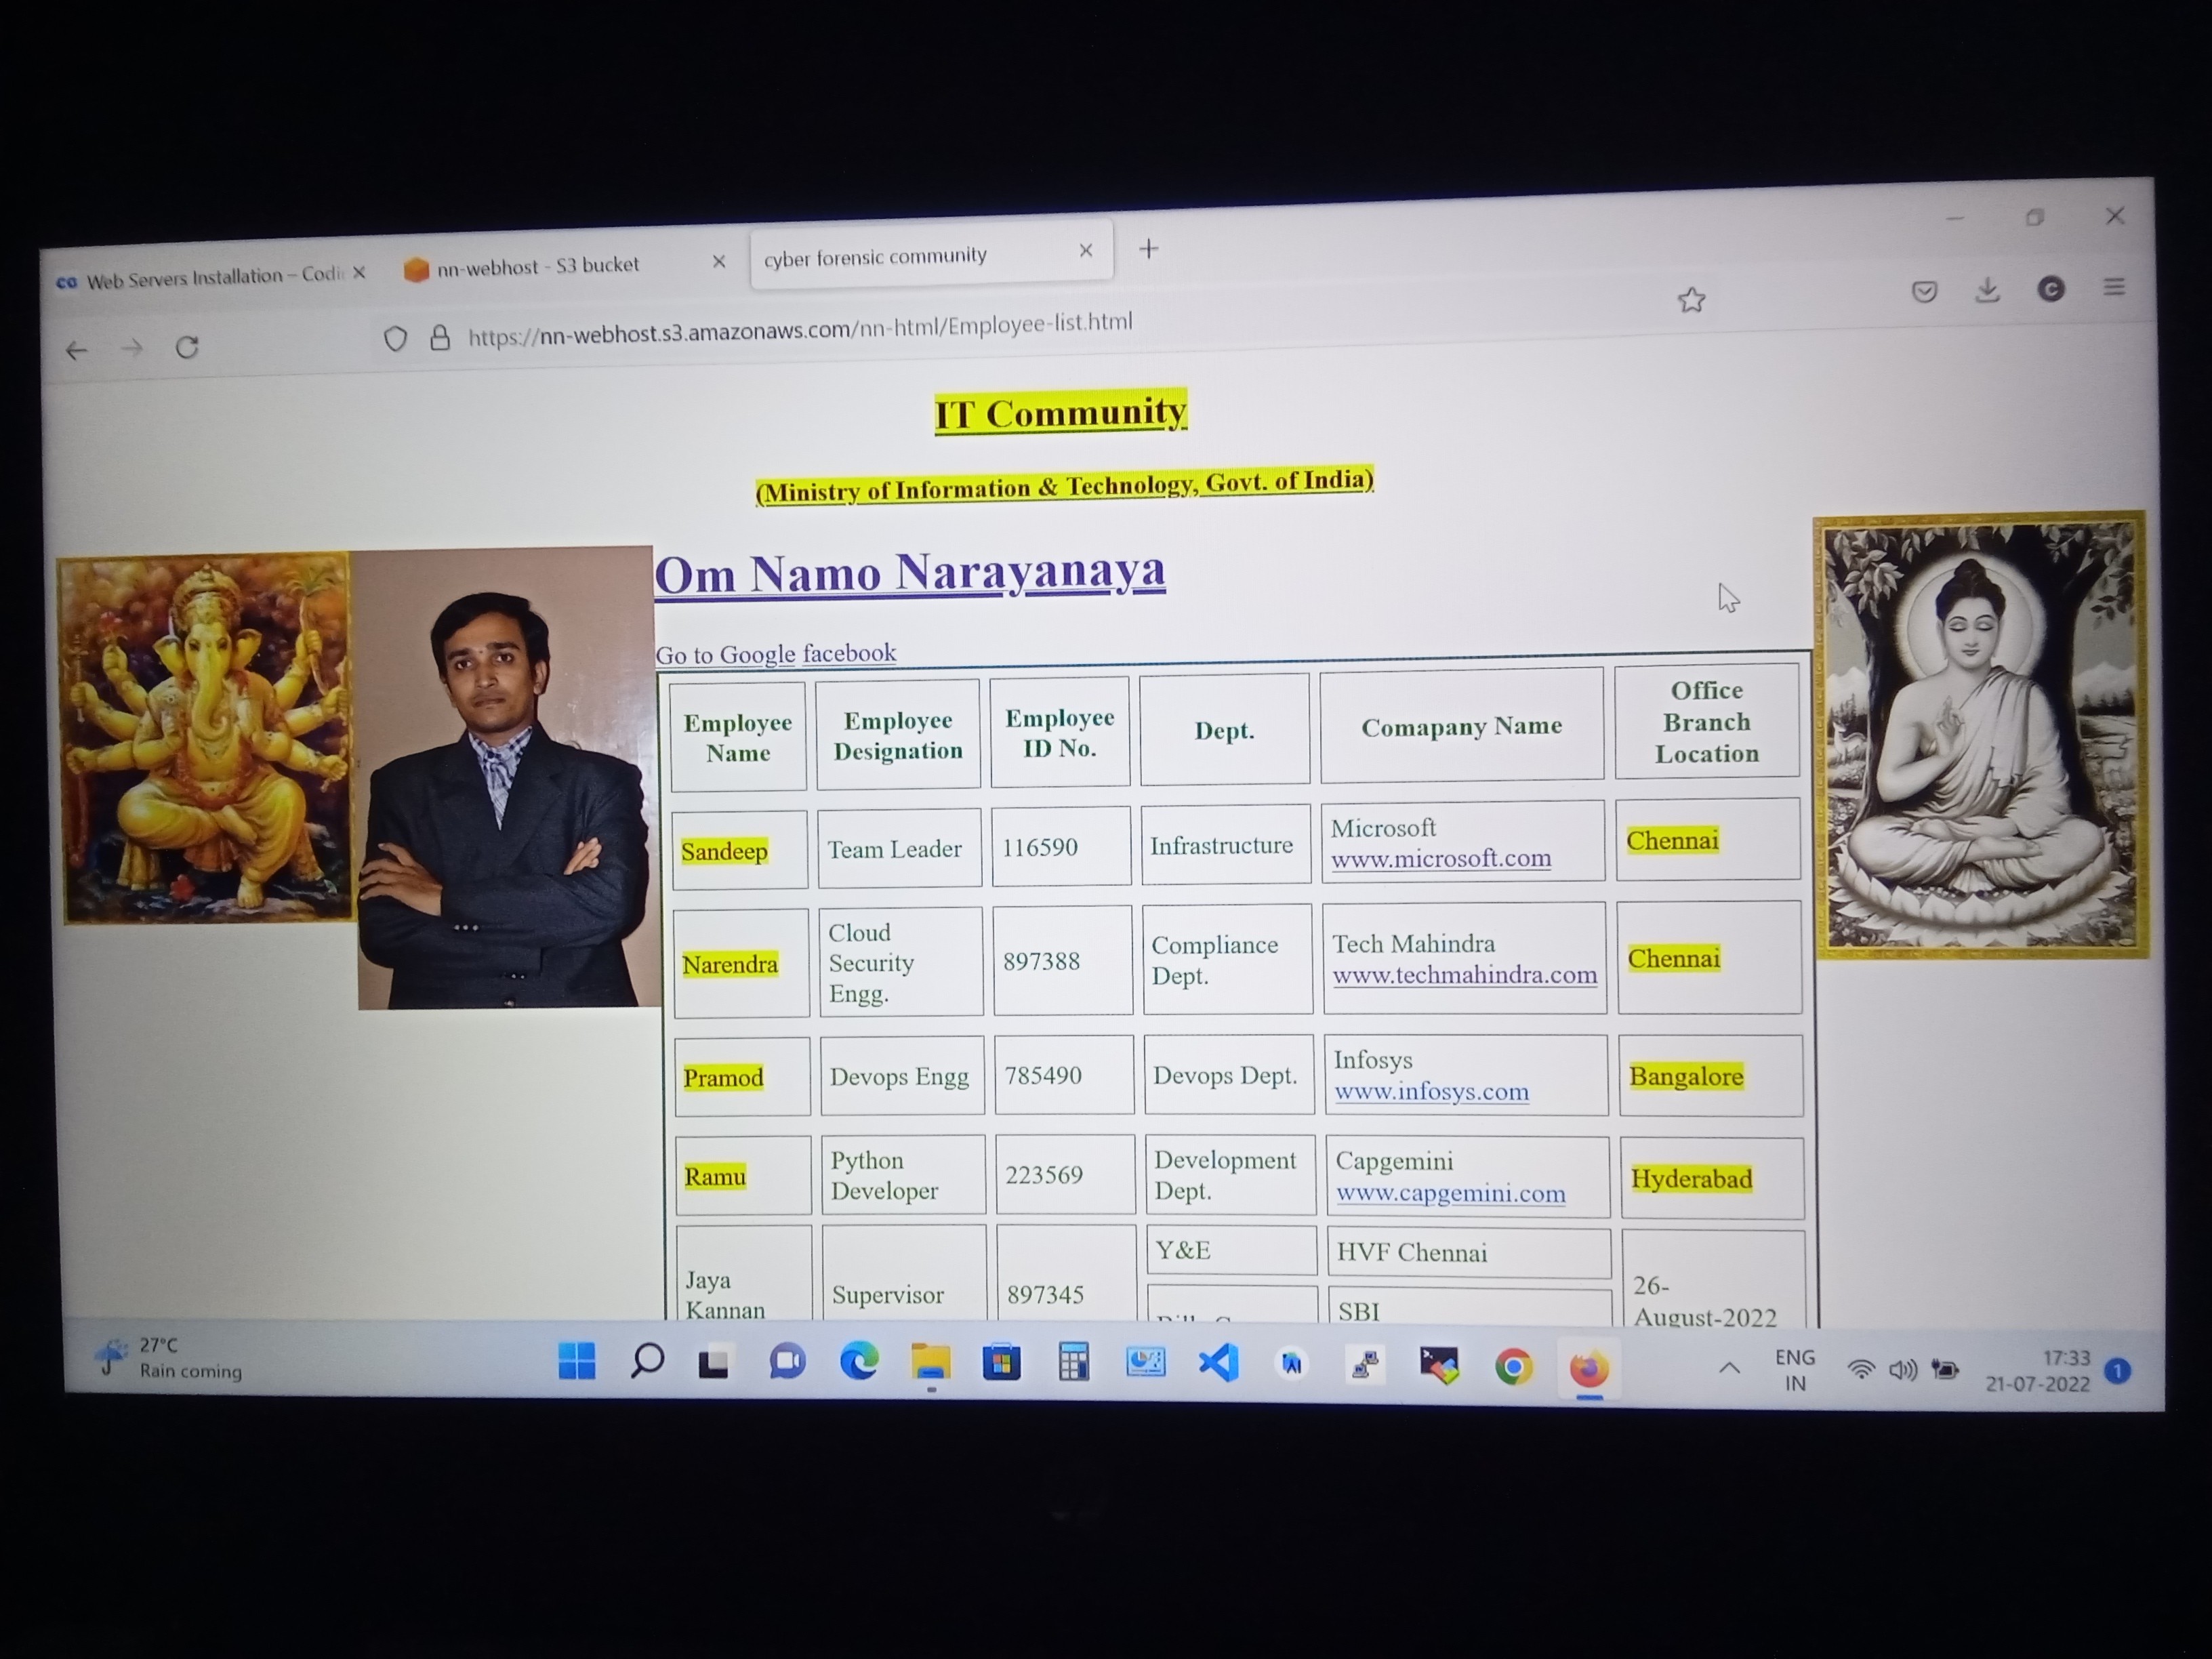 Web Servers Installation – Codi
nn-webhost - S3 bucket
cyber forensic community
https://nn-webhost.s3.amazonaws.com/nn-html/Employee-list.html
IT Community
(Ministry of Information & Technology, Govt. of India)
Om Namo Narayanaya
Go to Google facebook
Employee
Name
Employee
Designation
Employee
ID No.
Dept.
Comapany Name
Office
Branch
Location
Sandeep
Team Leader
116590
Infrastructure
Microsoft
www.microsoft.com
Chennai
Narendra
Cloud
Security
Engg.
897388
Compliance
Dept.
Tech Mahindra
www.techmahindra.com
Chennai
Pramod
Devops Engg
785490
Devops Dept.
Infosys
www.infosys.com
Bangalore
Ramu
Python
Developer
223569
Development
Dept.
Capgemini
www.capgemini.com
Hyderabad
Jaya
Kannan
Supervisor
897345
Y&E
HVF Chennai
SBI
26-
August-2022
27°C
Rain coming
ENG
IN
17:33
21-07-2022
1